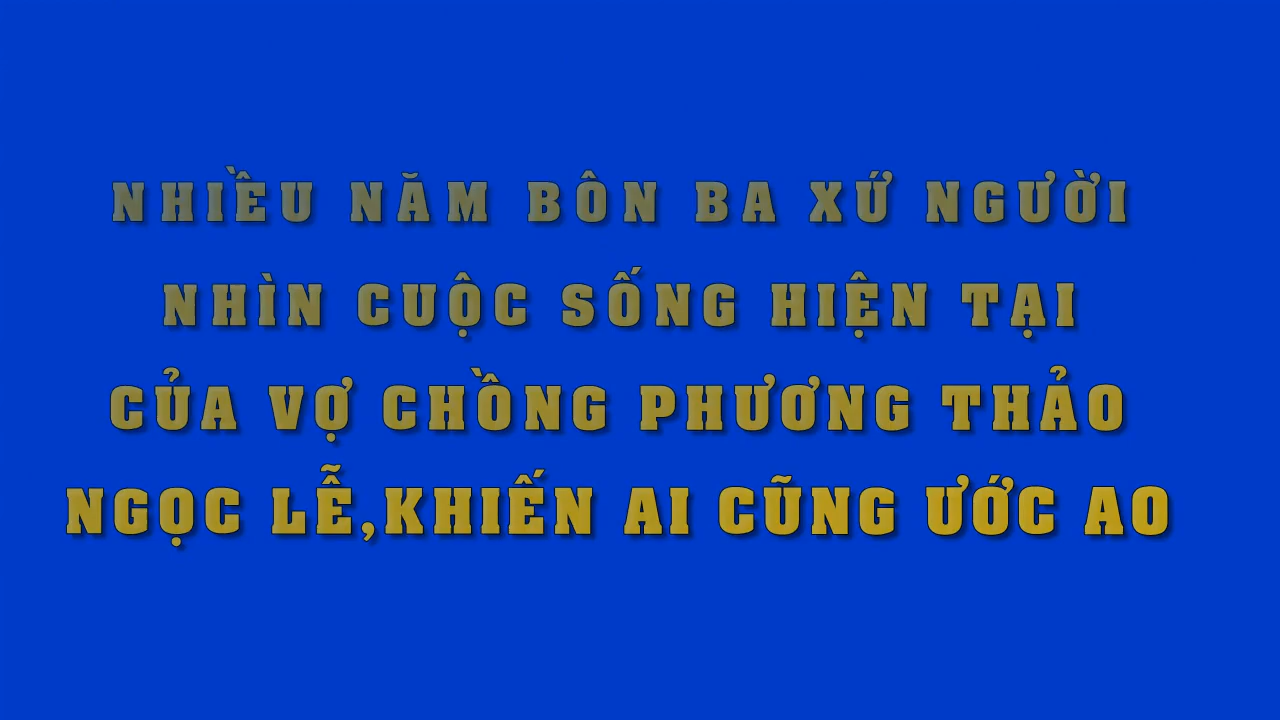 NHIỀU NĂM BÔN BA XỨ NGƯỜI
NHÌN CUỘC SỐNG HIỆN TẠI
CỦA VỢ CHỒNG PHƯƠNG THẢO
NGỌC LỄ,KHIẾN AI CŨNG ƯỚC AO